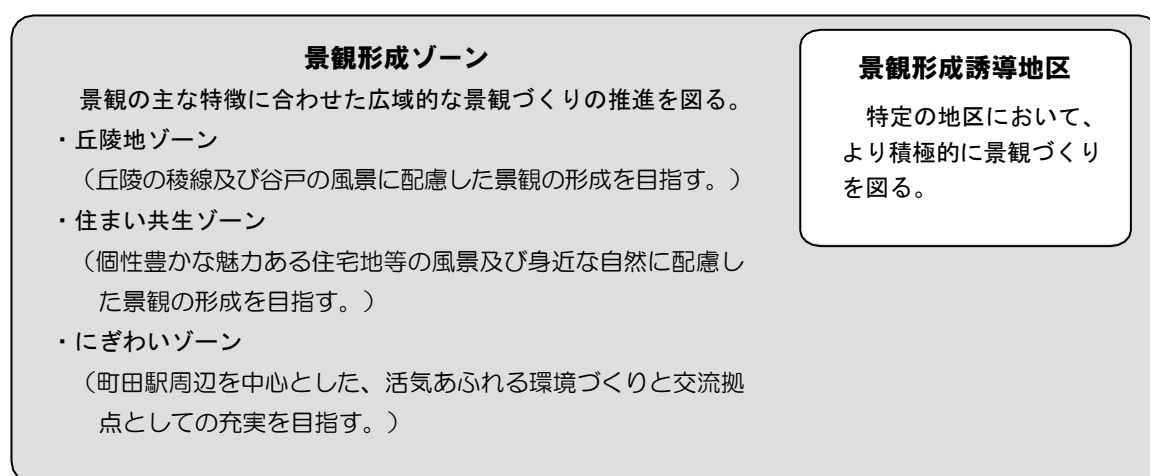 景観形成ゾーン
景観の主な特徴に合わせた広域的な景観づくりの推進を図る。
・丘陵地ゾーン
（丘陵の稜線及び谷戸の風景に配慮した景観の形成を目指す。）
・住まい共生ゾーン
（個性豊かな魅力ある住宅地等の風景及び身近な自然に配慮し
た景観の形成を目指す。）
・にぎわいゾーン
（町田駅周辺を中心とした、活気あふれる環境づくりと交流拠
点としての充実を目指す。）
景観形成誘導地区
特定の地区において、
より積極的に景観づくり
を図る。